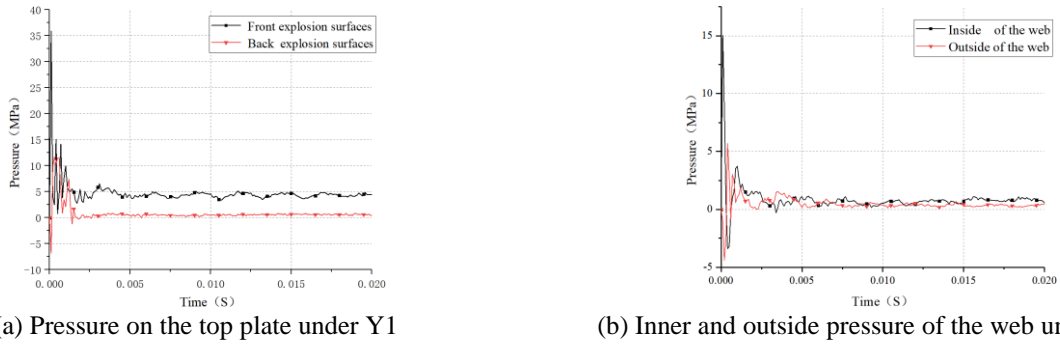 40
35
30
25
20
15
10
5
0
-5
-10
Pressure（MPa）
Front explosion surfaces
Back explosion surfaces
0.000 0.005 0.010 0.015 0.020
Time（S）
(a) Pressure on the top plate under Y1
15
10
5
0
-5
Pressure（MPa）
Inside of the web
Outside of the web
0.000 0.005 0.010 0.015 0.020
Time（S）
(b) Inner and outside pressure of the web